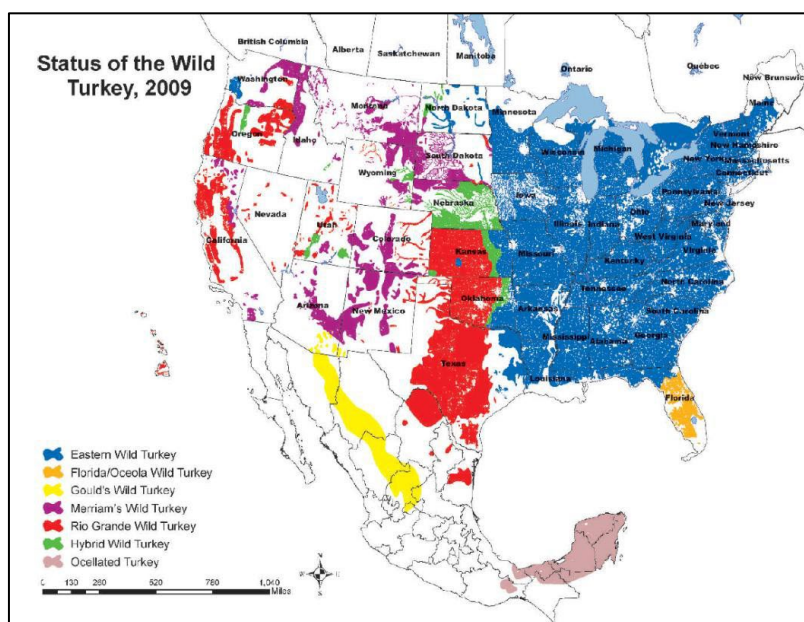 Status of the Wild
Turkey, 2009
British Columbia
Alberta
Saskatchewan
Manitoba
Ontario
Québec
New Brunswick
Washington
Montana
North Dakota
Minnesota
Maine
Oregon
Idaho
South Dakota
Wisconsin
Michigan
Vermont
New Hampshire
New York
Massachusetts
Connecticut
Wyoming
Nebraska
Iowa
Pennsylvania
New Jersey
Nevada
Utah
Colorado
Illinois
Indiana
Ohio
Maryland
California
Kansas
Missouri
West Virginia
Virginia
Kentucky
Arizona
New Mexico
Oklahoma
Arkansas
Tennessee
North Carolina
South Carolina
Texas
Mississippi
Alabama
Georgia
Louisiana
Florida
Eastern Wild Turkey
Florida/Oceola Wild Turkey
Gould's Wild Turkey
Merriam's Wild Turkey
Rio Grande Wild Turkey
Hybrid Wild Turkey
Ocellated Turkey
0 130 260 520 780 1,040
Miles
N
S